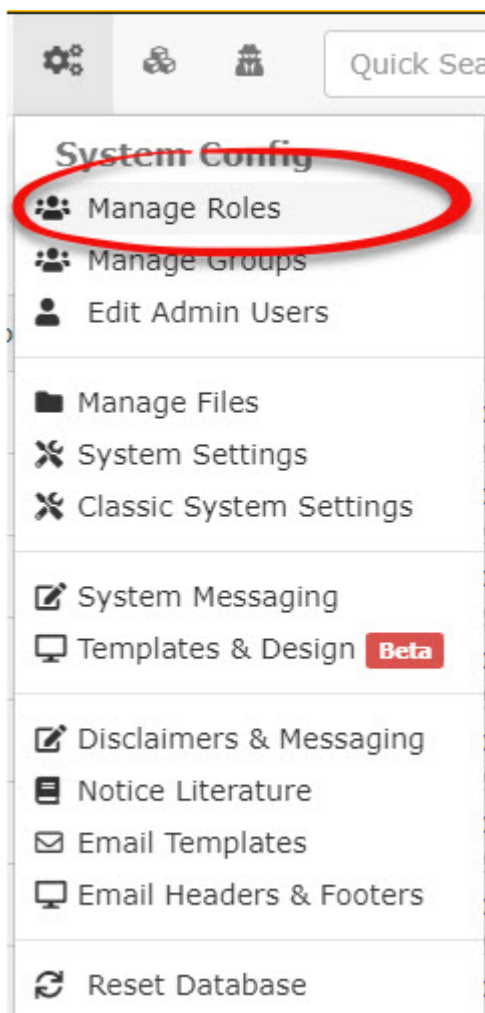 Quick Sea
System Config
Manage Roles
Manage Groups
Edit Admin Users
Manage Files
System Settings
Classic System Settings
System Messaging
Templates & Design Beta
Disclaimers & Messaging
Notice Literature
Email Templates
Email Headers & Footers
Reset Database